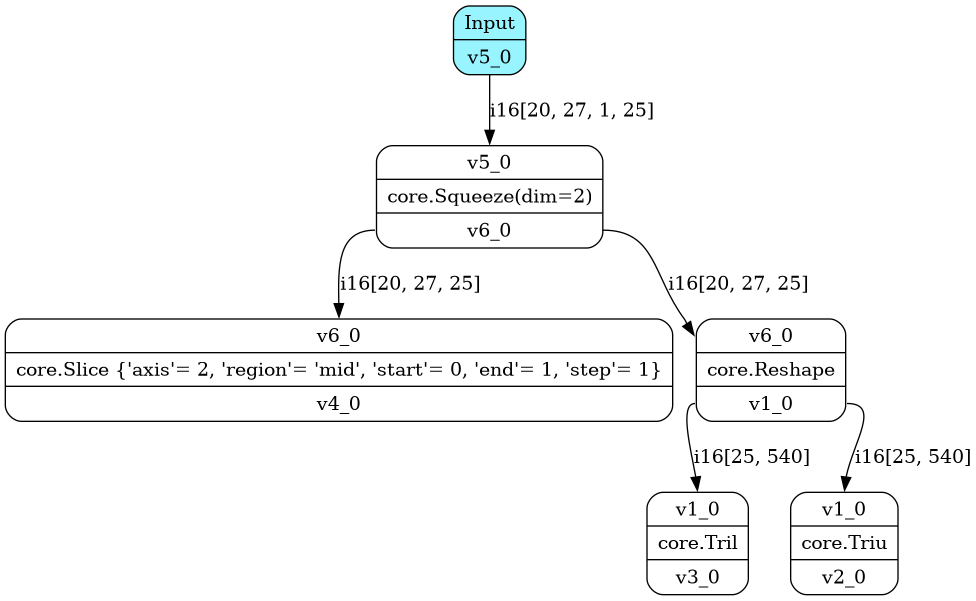 Input
v5_0
i16[20, 27, 1, 25]
v5_0
core.Squeeze(dim=2)
v6_0
i16[20, 27, 25]
i16[20, 27, 25]
v6_0
core.Slice {'axis'= 2, 'region'= 'mid', 'start'= 0, 'end'= 1, 'step'= 1}
v4_0
v6_0
core.Reshape
v1_0
i16[25, 540]
i16[25, 540]
v1_0
core.Tril
v3_0
v1_0
core.Triu
v2_0